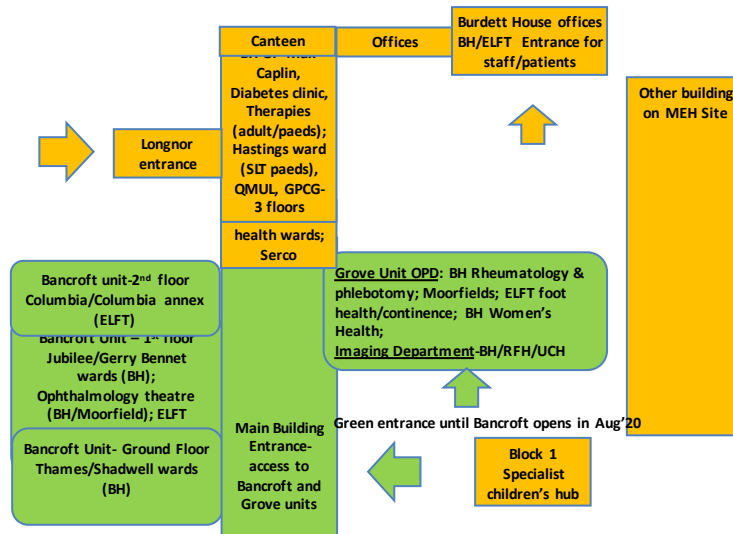 Burdett House offices
BH/ELFT Entrance for
staff/patients
Canteen
Offices
Caplin,
Diabetes clinic,
Therapies
(adult/paeds);
Hastings ward
(SLT paeds),
QMUL, GPCG-
3 floors
Other building
on MEH Site
Longnor
entrance
health wards;
Serco
Bancroft unit-2nd floor
Columbia/Columbia annex
(ELFT)
Grove Unit OPD: BH Rheumatology &
phlebotomy; Moorfields; ELFT foot
health/continence; BH Women's
Health;
Imaging Department-BH/RFH/UCH
Bancroft Unit – 1st floor
Jubilee/Gerry Bennet
wards (BH);
Ophthalmology theatre
(BH/Moorfield); ELFT
Green entrance until Bancroft opens in Aug'20
Main Building
Entrance-
access to
Bancroft and
Grove units
Bancroft Unit- Ground Floor
Thames/Shadwell wards
(BH)
Block 1
Specialist
children's hub